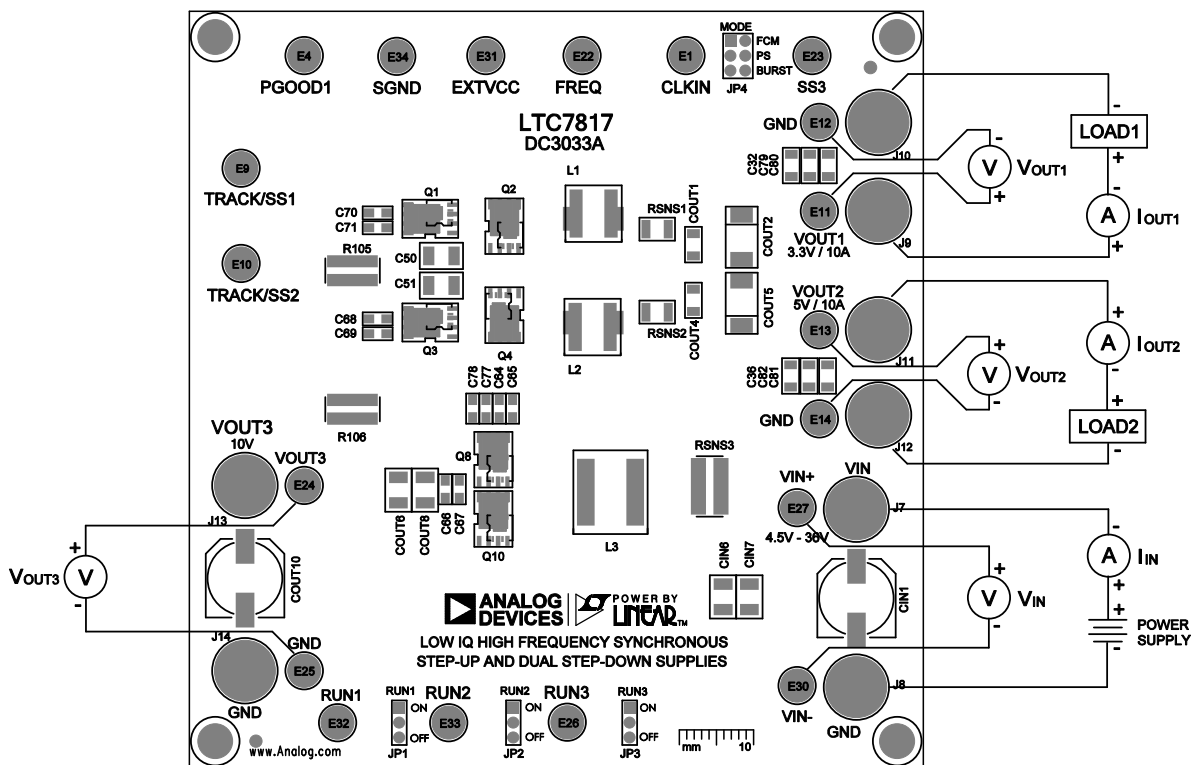 MODE
FCM
PS
BURST
JP4
E4
PGOOD1
E34
SGND
E31
EXTVCC
E22
FREQ
E1
CLKIN
E23
SS3
LTC7817
DC3033A
GND
E12
J10
- LOAD1 +
C32
C79
C80
- V + VOUT1
- A + IOUT1
E11
VOUT1
3.3V / 10A
J9
E9
TRACK/SS1
E10
TRACK/SS2
C70
C71
Q1
Q2
L1
RSNS1
COUT1
COUT2
R105
C50
C51
C68
C69
Q3
Q4
L2
RSNS2
COUT4
COUT5
VOUT2
5V / 10A
E13
J11
+ A - IOUT2
C36
C82
C81
+ V - VOUT2
GND
E14
J12
+ LOAD2 -
C78
C77
C64
C65
R106
VOUT3
10V
VOUT3
E24
J13
Q8
COUT6
COUT8
C66
C67
Q10
L3
RSNS3
VIN+
E27
4.5V - 36V
VIN
J7
- A + IIN
+ V - VOUT3
COUT10
CIN6
CIN7
CIN1
+ V - VIN
+ - POWER
SUPPLY
ANALOG
DEVICES
POWER BY
LINEAR™
LOW IQ HIGH FREQUENCY SYNCHRONOUS
STEP-UP AND DUAL STEP-DOWN SUPPLIES
J14
GND
E25
GND
E30
VIN-
J8
GND
RUN1
E32
RUN1
ON
OFF
JP1
RUN2
E33
RUN2
ON
OFF
JP2
RUN3
E26
RUN3
ON
OFF
JP3
mm 10
www.Analog.com